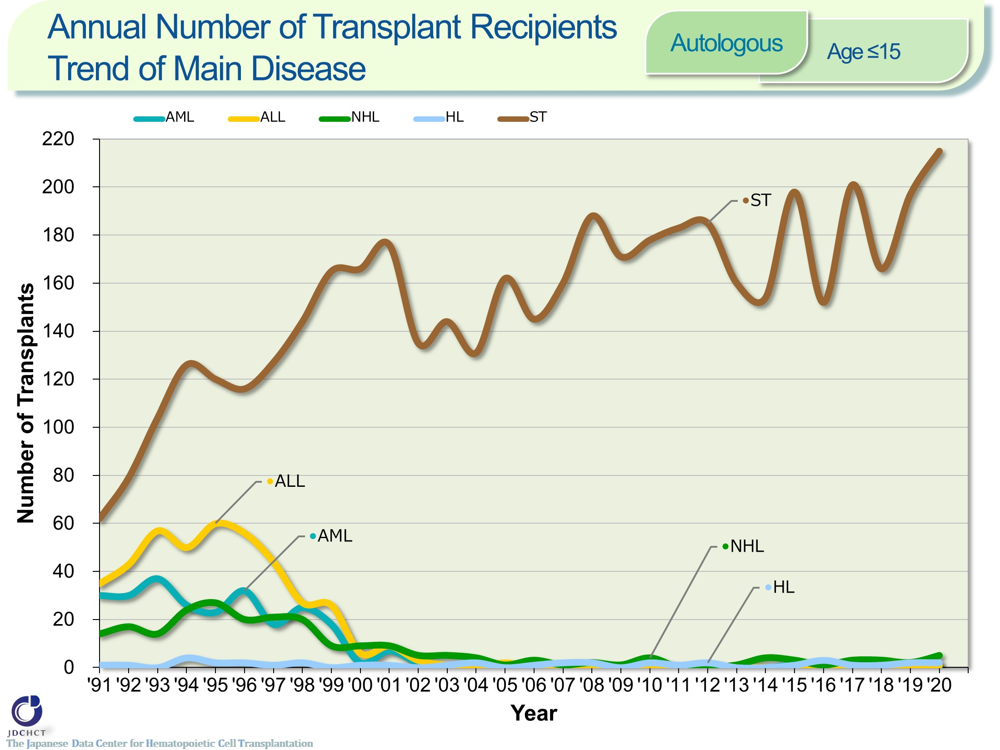 Annual Number of Transplant Recipients
Trend of Main Disease
Autologous
Age ≤15
AML ALL NHL HL ST
220
200
180
160
140
120
100
80
60
40
20
0
Number of Transplants
ST
ALL
AML
NHL
HL
'91 '92 '93 '94 '95 '96 '97 '98 '99 '00 '01 '02 '03 '04 '05 '06 '07 '08 '09 '10 '11 '12 '13 '14 '15 '16 '17 '18 '19 '20
Year
JDCHCT
The Japanese Data Center for Hematopoietic Cell Transplantation